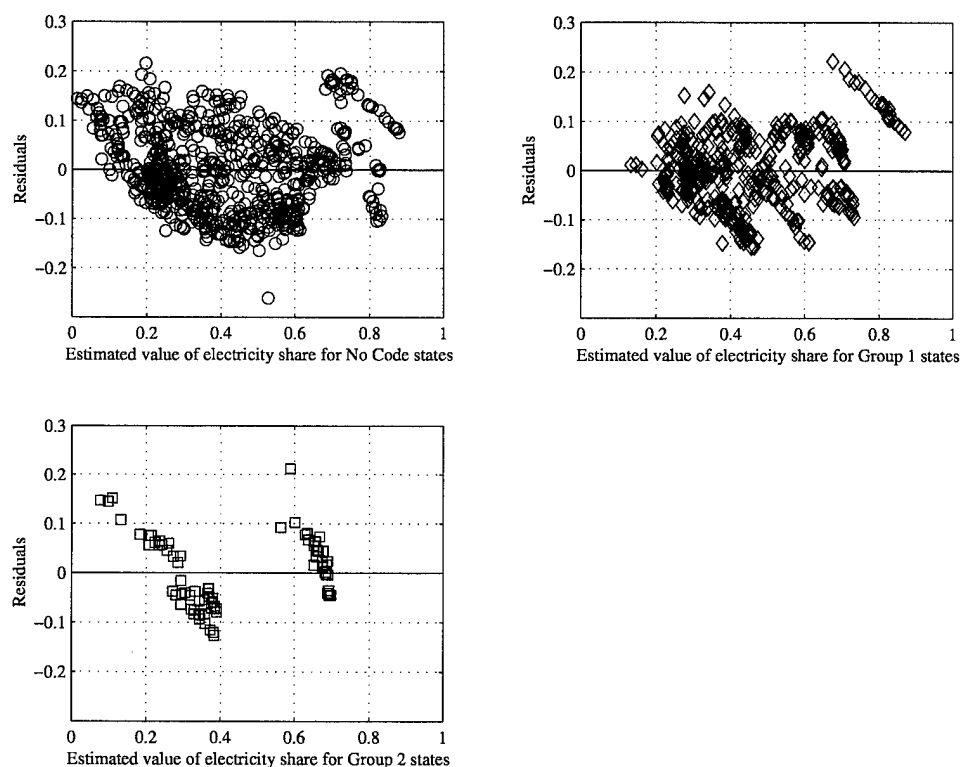 0.3
0.2
0.1
0
−0.1
−0.2
Residuals
0 0.2 0.4 0.6 0.8 1
Estimated value of electricity share for No Code states
0.3
0.2
0.1
0
−0.1
−0.2
Residuals
0 0.2 0.4 0.6 0.8 1
Estimated value of electricity share for Group 1 states
0.3
0.2
0.1
0
−0.1
−0.2
Residuals
0 0.2 0.4 0.6 0.8 1
Estimated value of electricity share for Group 2 states